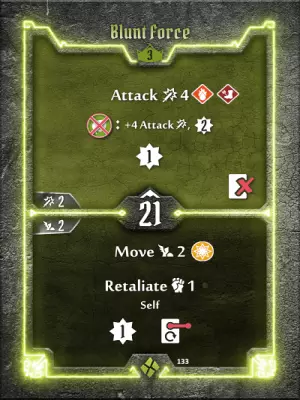 Blunt Force
3
Attack 4
: +4 Attack , 2
1
2
21
2
Move 2
Retaliate 1
Self
1
133